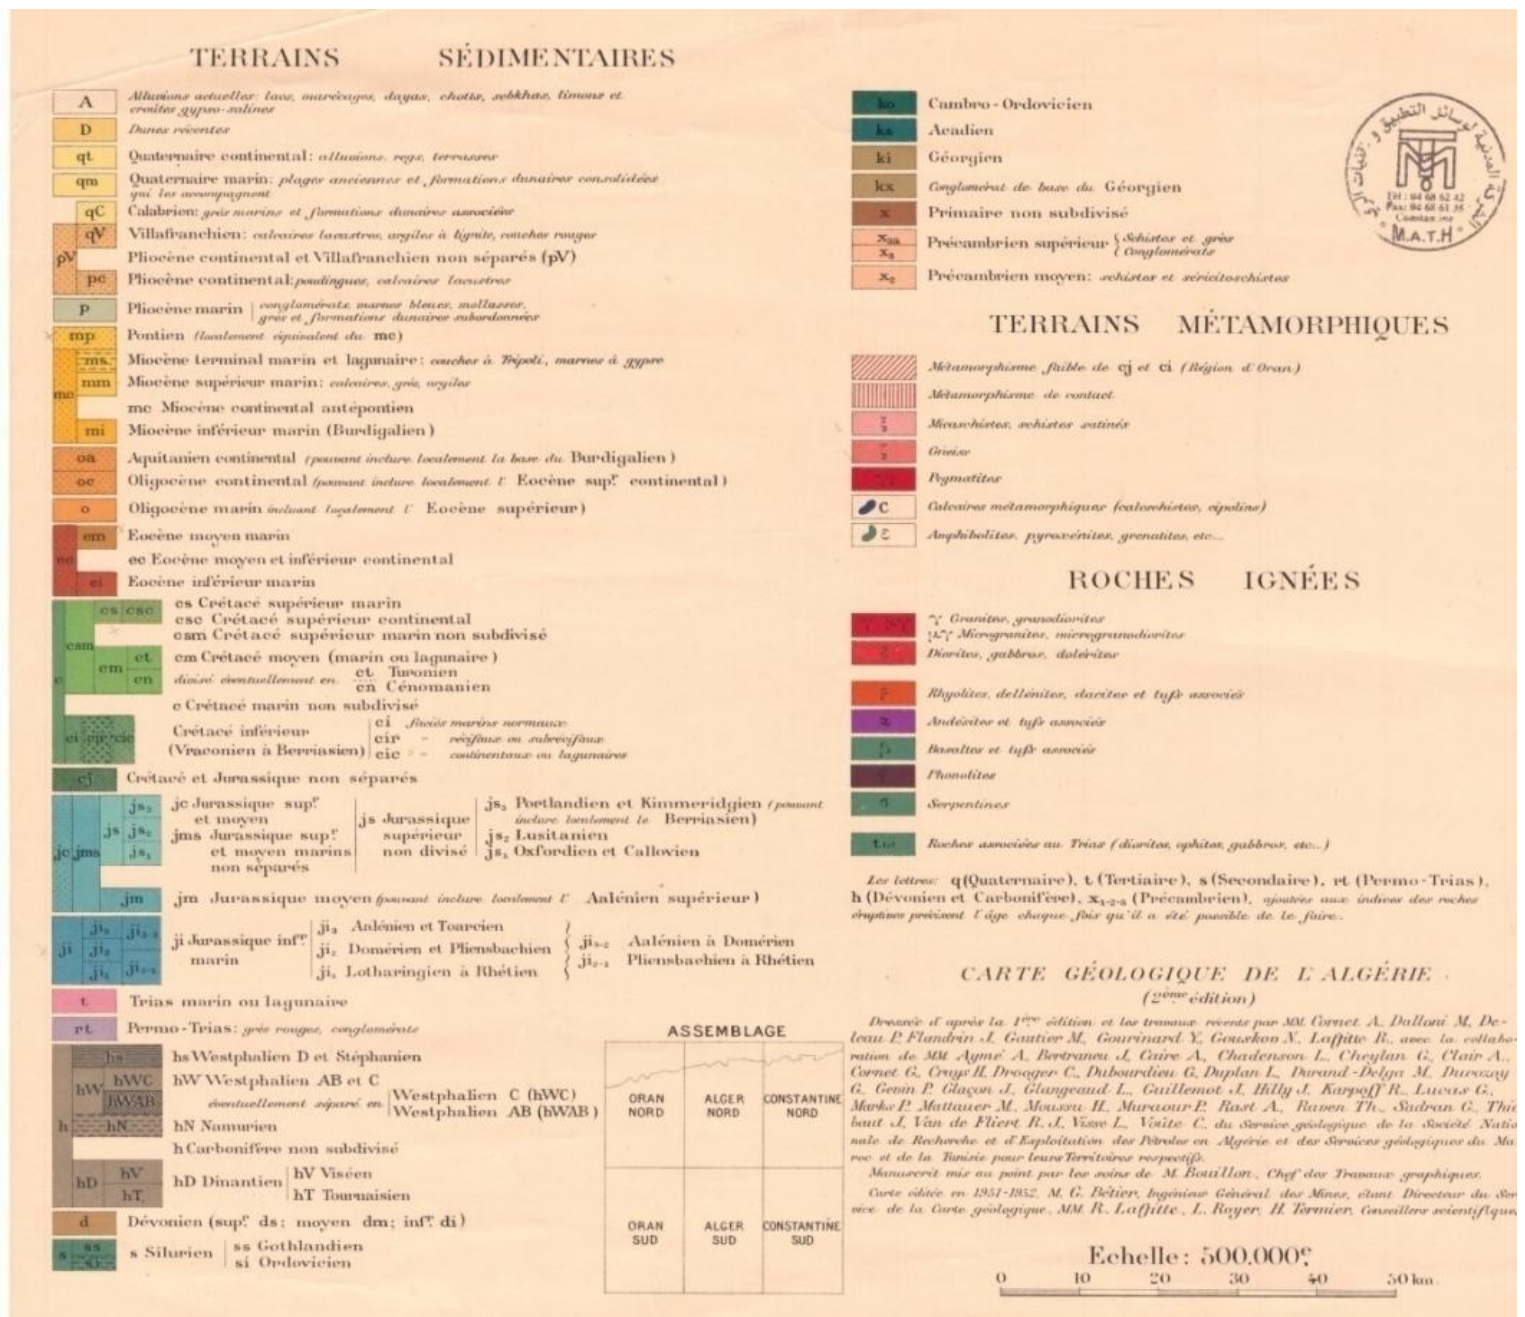 TERRAINS SÉDIMENTAIRES
A Alluvions actuelles: lacs, marécages, dayas, chotts, sebkhas, limons et
croûtes gypso-salines
D Dunes récentes
qt Quaternaire continental: alluvions, regs, terrasses
qm Quaternaire marin: plages anciennes et formations dunaires consolidées
qui les accompagnent
qC Calabrien: grès marins et formations dunaires associées
qV Villafranchien: calcaires lacustres, argiles à lignite, couches rouges
pV Pliocène continental et Villafranchien non séparés (pV)
pc Pliocène continental: poudingues, calcaires lacustres
p Pliocène marin conglomérats, marnes bleues, mollasses,
grès et formations dunaires subordonnées
mp Pontien (localement équivalent du mc)
ms Miocène terminal marin et lagunaire: couches à Tripoli, marnes à gypse
mm Miocène supérieur marin: calcaires, grès, argiles
mc mc Miocène continental antépontien
mi Miocène inférieur marin (Burdigalien)
oa Aquitanien continental (pouvant inclure localement la base du Burdigalien)
oc Oligocène continental (pouvant inclure localement l' Eocène supr. continental)
o Oligocène marin incluant localement l' Eocène supérieur)
em Eocène moyen marin
ec ec Eocène moyen et inférieur continental
ei Eocène inférieur marin
cs csc cs Crétacé supérieur marin
csc Crétacé supérieur continental
csm csm Crétacé supérieur marin non subdivisé
cm ct cm Crétacé moyen (marin ou lagunaire)
cn divisé éventuellement en ct Turonien
cn Cénomanien
c c Crétacé marin non subdivisé
ci cir cic Crétacé inférieur ci faciès marins normaux
(Vraconien à Berriasien) cir " récifaux ou subrécifaux
cic " continentaux ou lagunaires
cj Crétacé et Jurassique non séparés
jc jms js js3 js2 js1
jc Jurassique supr. et moyen
jms Jurassique supr. et moyen marins non séparés
js Jurassique supérieur non divisé
js3 Portlandien et Kimmeridgien (pouvant
inclure localement le Berriasien)
js2 Lusitanien
js1 Oxfordien et Callovien
jm jm Jurassique moyen (pouvant inclure localement l' Aalénien supérieur)
ji ji3 ji2 ji1 ji3-2 ji2-1
ji Jurassique infr. marin
ji3 Aalénien et Toarcien
ji2 Domérien et Pliensbachien
ji1 Lotharingien à Rhétien
ji3-2 Aalénien à Domérien
ji2-1 Pliensbachien à Rhétien
t Trias marin ou lagunaire
rt Permo-Trias: grès rouges, conglomérats
hs hs Westphalien D et Stéphanien
hW hWC hWAB hW Westphalien AB et C
éventuellement séparé en Westphalien C (hWC)
Westphalien AB (hWAB)
hN hN Namurien
h h Carbonifère non subdivisé
hD hV hT hD Dinantien hV Viséen
hT Tournaisien
d Dévonien (supr. ds; moyen dm; infr. di)
s ss si s Silurien ss Gothlandien
si Ordovicien
ASSEMBLAGE
ORAN NORD ALGER NORD CONSTANTINE NORD
ORAN SUD ALGER SUD CONSTANTINE SUD
ko Cambro-Ordovicien
ka Acadien
ki Géorgien
kx Conglomérat de base du Géorgien
x Primaire non subdivisé
x3a Précambrien supérieur Schistes et grès
x3 Conglomérats
x2 Précambrien moyen: schistes et séricitoschistes
M.A.T.H
TERRAINS MÉTAMORPHIQUES
Métamorphisme faible de cj et ci (Région d'Oran)
Métamorphisme de contact
Micaschistes, schistes satinés
Gneiss
Pegmatites
C Calcaires métamorphiques (calcschistes, cipolins)
Amphibolites, pyroxénites, grenatites, etc...
ROCHES IGNÉES
γ Granites, granodiorites
μγ Microgranites, microgranodiorites
Diorites, gabbros, dolérites
Rhyolites, dellénites, dacites et tufs associés
α Andésites et tufs associés
Basaltes et tufs associés
Phonolites
Serpentines
Roches associées au Trias (diorites, ophites, gabbros, etc...)
Les lettres: q (Quaternaire), t (Tertiaire), s (Secondaire), rt (Permo-Trias),
h (Dévonien et Carbonifère), x1-2-3 (Précambrien), ajoutées aux indices des roches
éruptives précisent l'âge chaque fois qu'il a été possible de le faire.
CARTE GÉOLOGIQUE DE L'ALGÉRIE
(2ème édition)
Dressée d'après la 1ère édition et les travaux récents par MM. Cornet A., Dalloni M., De-
leau P., Flandrin J., Gautier M., Gourinard Y., Gouskov N., Laffitte R., avec la collabo-
ration de MM. Aymé A., Bertraneu J., Caire A., Chadenson L., Cheylan G., Clair A.,
Cornet G., Cruys H., Drooger C., Dubourdieu G., Duplan L., Durand-Delga M., Durozoy
G., Gevin P., Glaçon J., Glangeaud L., Guillemot J., Hilly J., Karpoff R., Lucas G.,
Marks P., Mattauer M., Moussu H., Muraour P., Rast A., Raven Th., Sadran G., Thié-
baut J., Van de Fliert R. J., Visse L., Voûte C., du Service géologique de la Société Natio-
nale de Recherche et d'Exploitation des Pétroles en Algérie et des Services géologiques du Ma-
roc et de la Tunisie pour leurs Territoires respectifs.
Manuscrit mis au point par les soins de M. Bouillon, Chef des Travaux graphiques.
Carte éditée en 1951-1952, M. G. Bétier, Ingénieur Général des Mines, étant Directeur du Ser-
vice de la Carte géologique, MM. R. Laffitte, L. Royer, H. Termier, Conseillers scientifiques
Echelle: 500.000e
0 10 20 30 40 50 km.